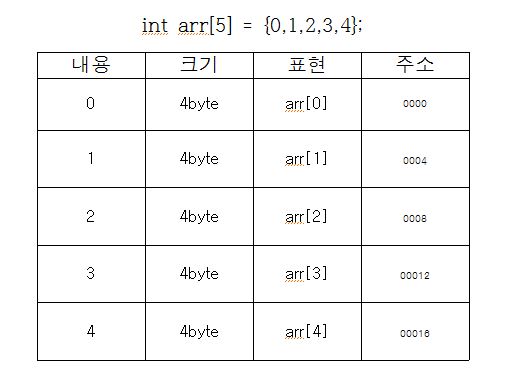 int arr[5] = {0,1,2,3,4};
내용 크기 표현 주소
0 4byte arr[0] 0000
1 4byte arr[1] 0004
2 4byte arr[2] 0008
3 4byte arr[3] 00012
4 4byte arr[4] 00016